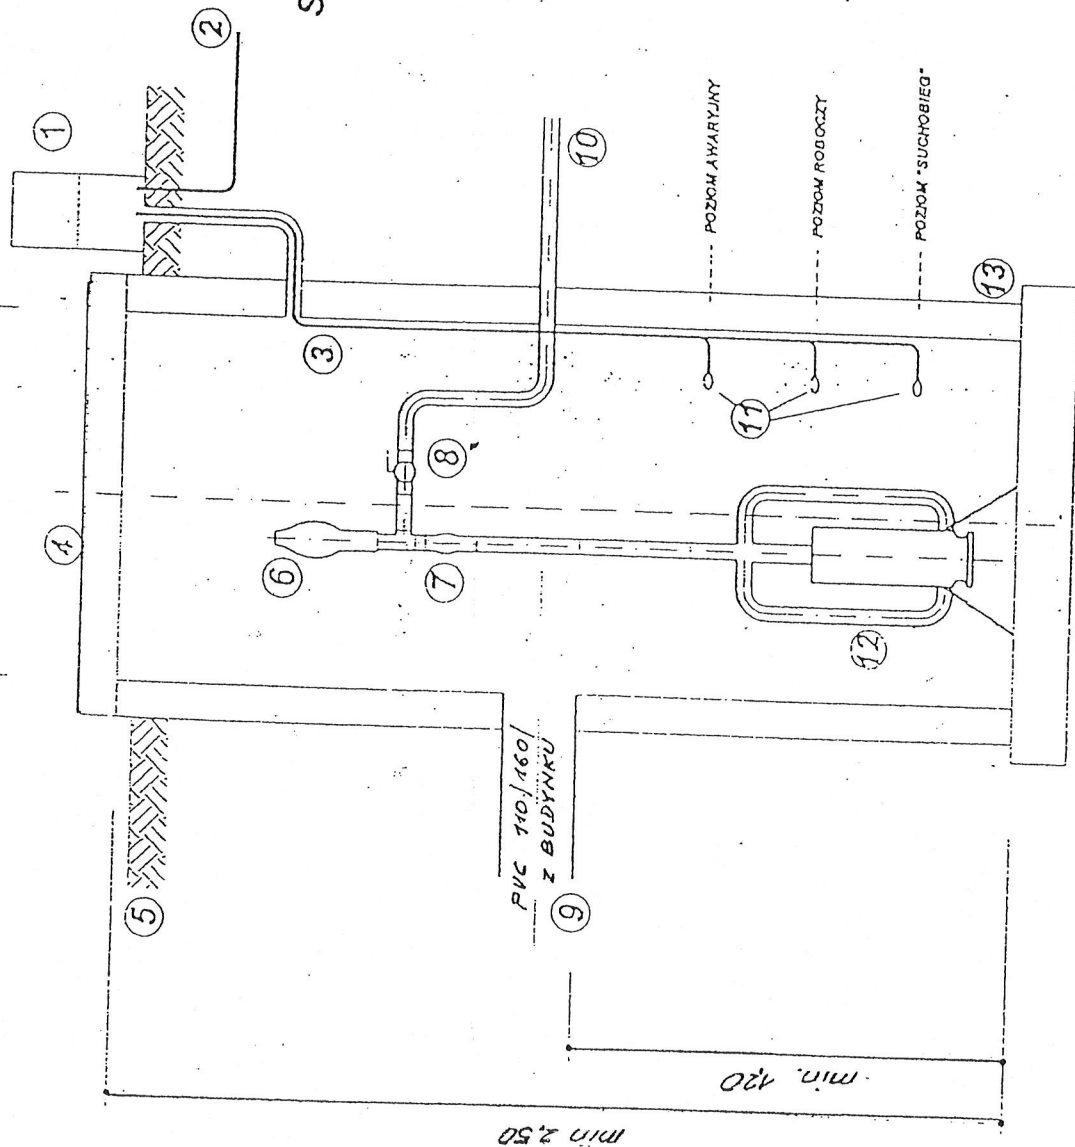 S
1
2
3
4
5
6
7
8
9
10
11
12
13
POZIOM AWARYJNY
POZIOM ROBOCZY
POZIOM "SUCHOBIEG"
PVC 110/160/
Z BUDYNKU
min. 1,20
min 2,50